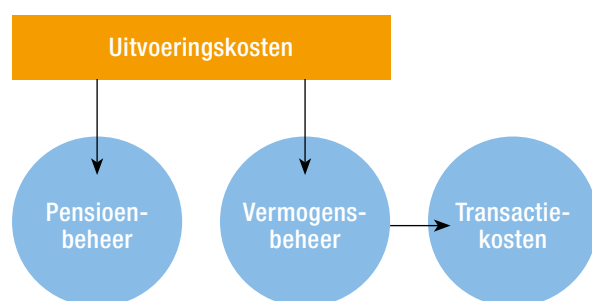 Uitvoeringskosten
Pensioen-
beheer
Vermogens-
beheer
Transactie-
kosten